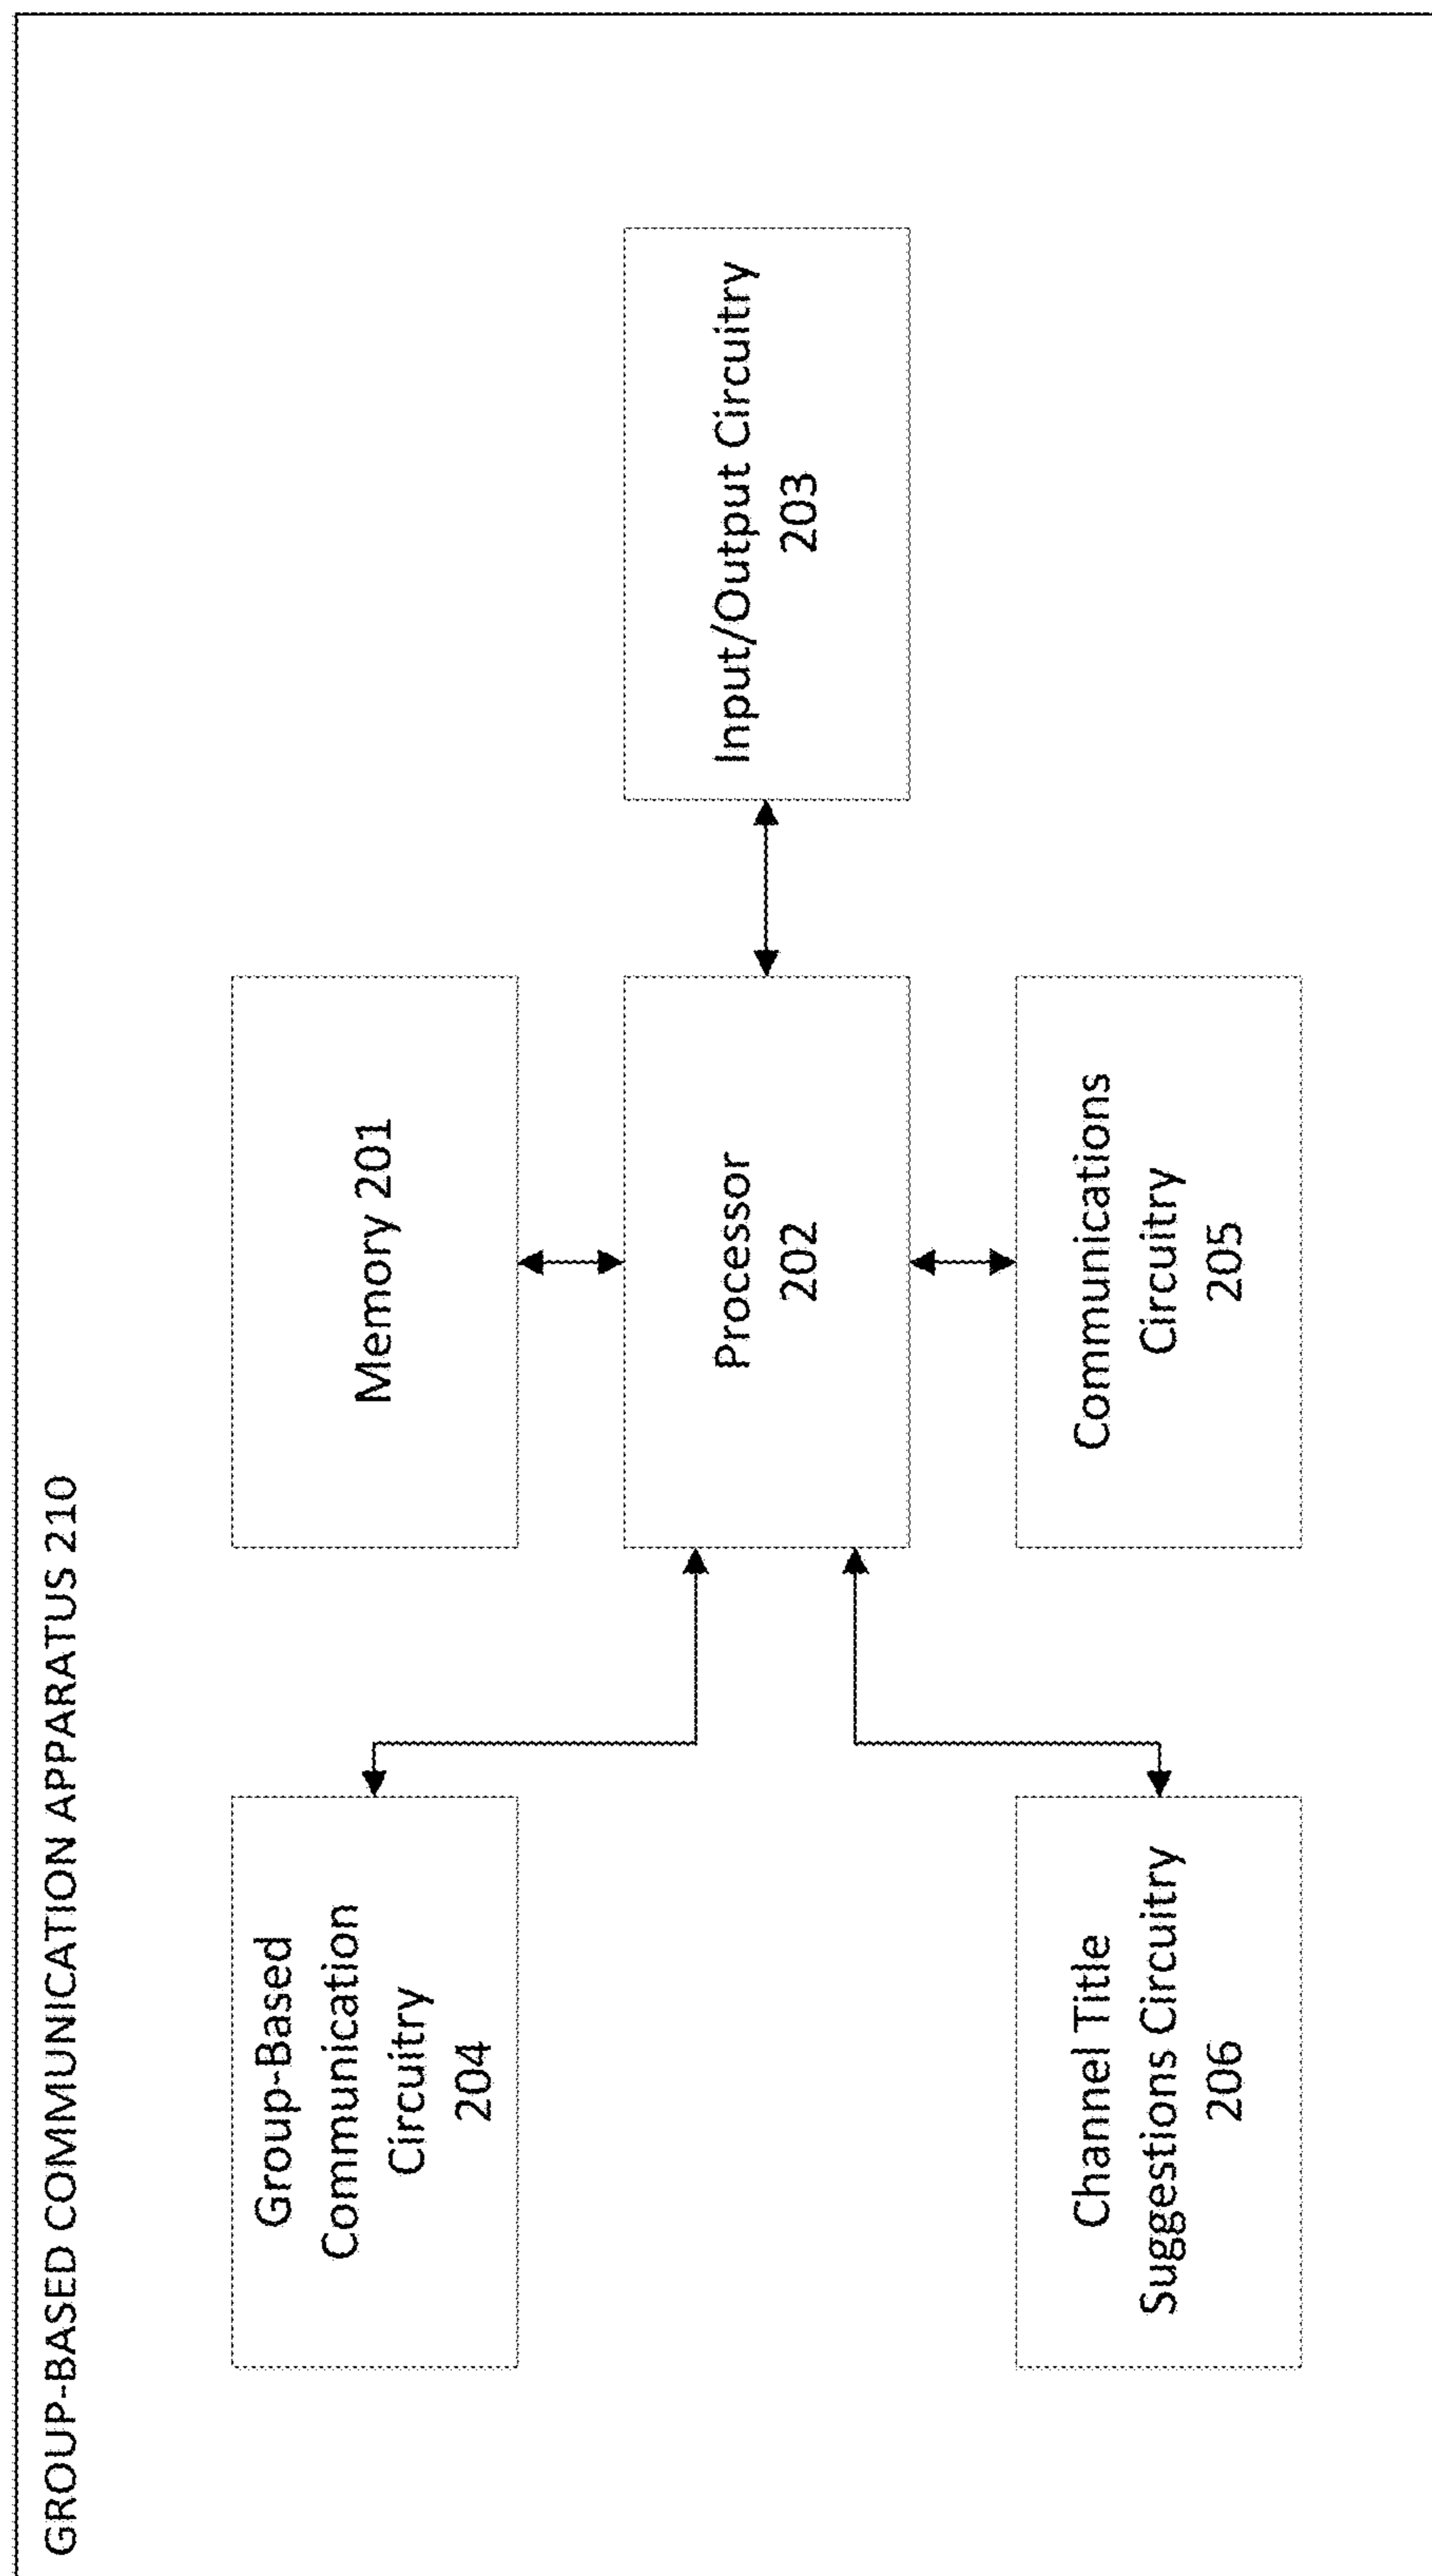 GROUP-BASED COMMUNICATION APPARATUS 210
Group-Based
Communication
Circuitry
204
Memory 201
Processor
202
Input/Output Circuitry
203
Channel Title
Suggestions Circuitry
206
Communications
Circuitry
205